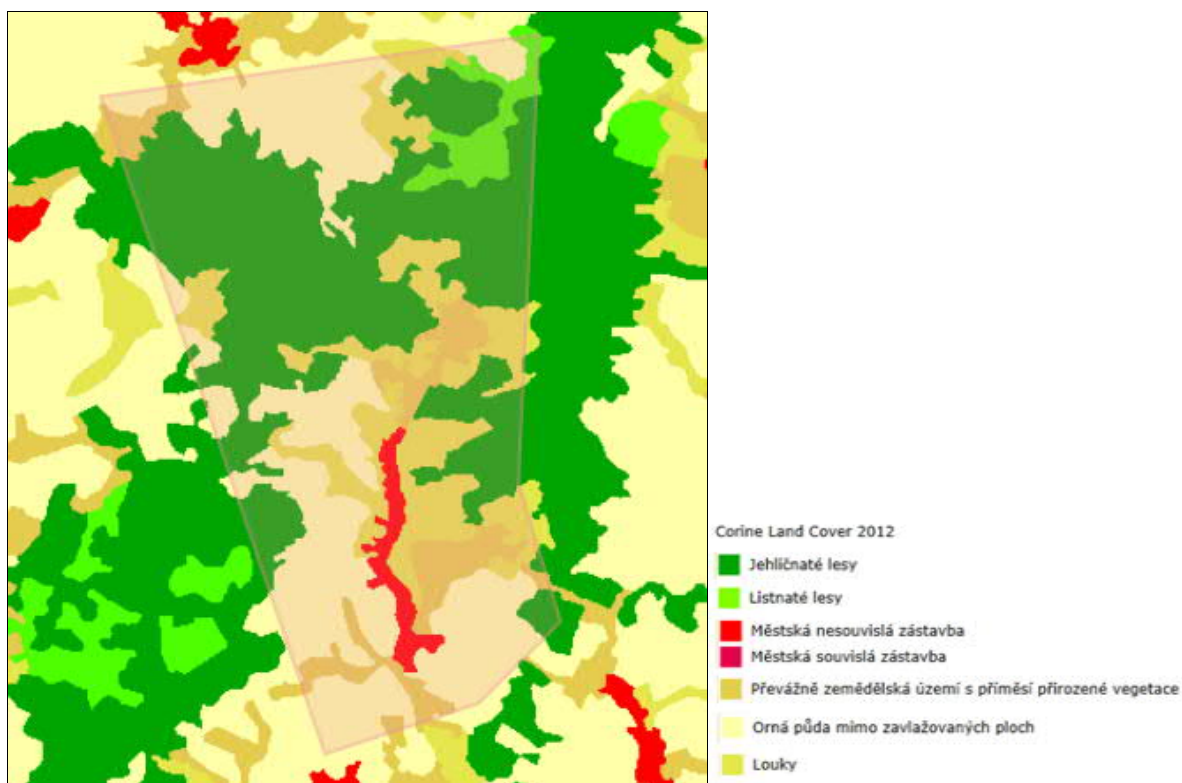 Corine Land Cover 2012
Jehličnaté lesy
Listnaté lesy
Městská nesouvislá zástavba
Městská souvislá zástavba
Převážně zemědělská území s příměsí přirozené vegetace
Orná půda mimo zavlažovaných ploch
Louky